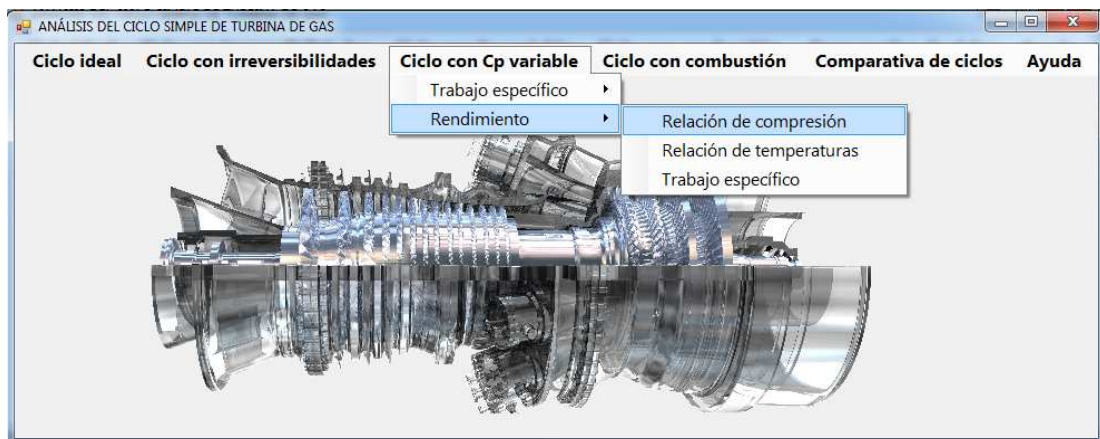 ANÁLISIS DEL CICLO SIMPLE DE TURBINA DE GAS
Ciclo ideal Ciclo con irreversibilidades Ciclo con Cp variable Ciclo con combustión Comparativa de ciclos Ayuda
Trabajo específico
Rendimiento
Relación de compresión
Relación de temperaturas
Trabajo específico